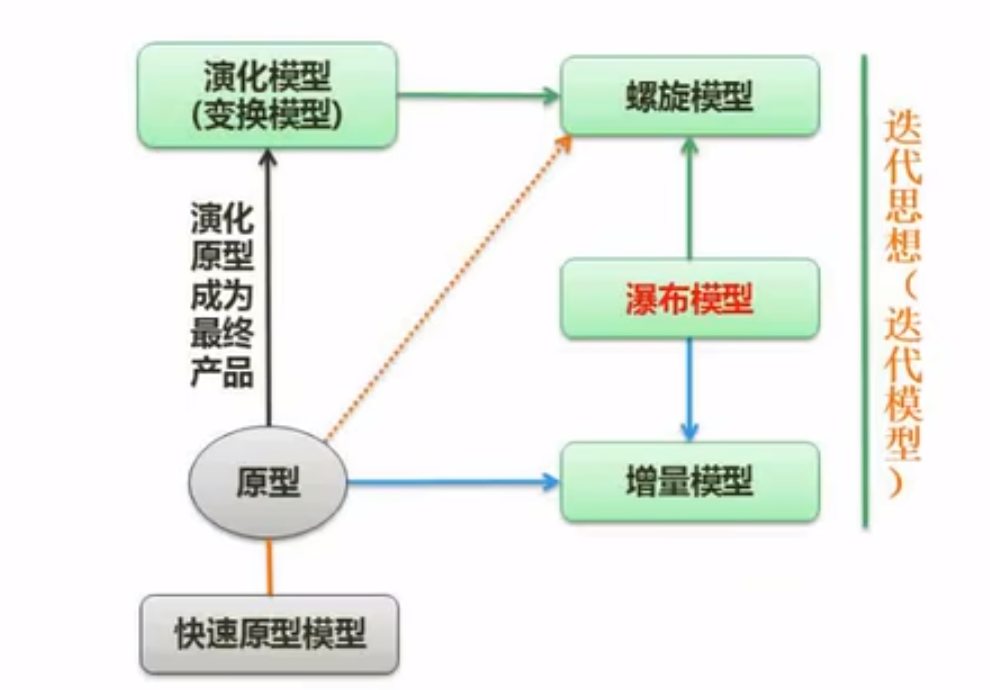 演化模型
(变换模型)
螺旋模型
演化
原型
成为
最终
产品
瀑布模型
原型
增量模型
快速原型模型
迭代思想(迭代模型)